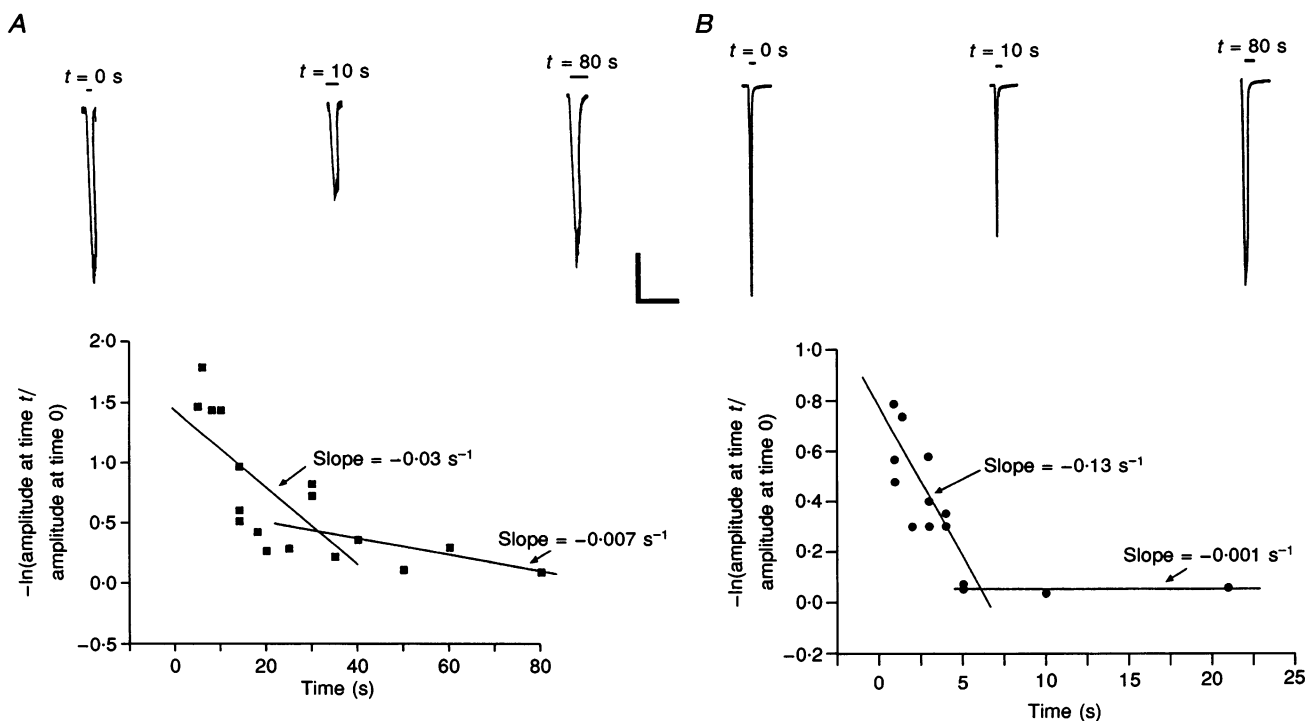 A
t = 0 s
t = 10 s
t = 80 s
2·0
1·5
1·0
0·5
0·0
−0·5
−ln(amplitude at time t/
amplitude at time 0)
Slope = −0·03 s−1
Slope = −0·007 s−1
0
20
40
60
80
Time (s)
B
t = 0 s
t = 10 s
t = 80 s
1·0
0·8
0·6
0·4
0·2
0·0
−0·2
−ln(amplitude at time t/
amplitude at time 0)
Slope = −0·13 s−1
Slope = −0·001 s−1
0
5
10
15
20
25
Time (s)